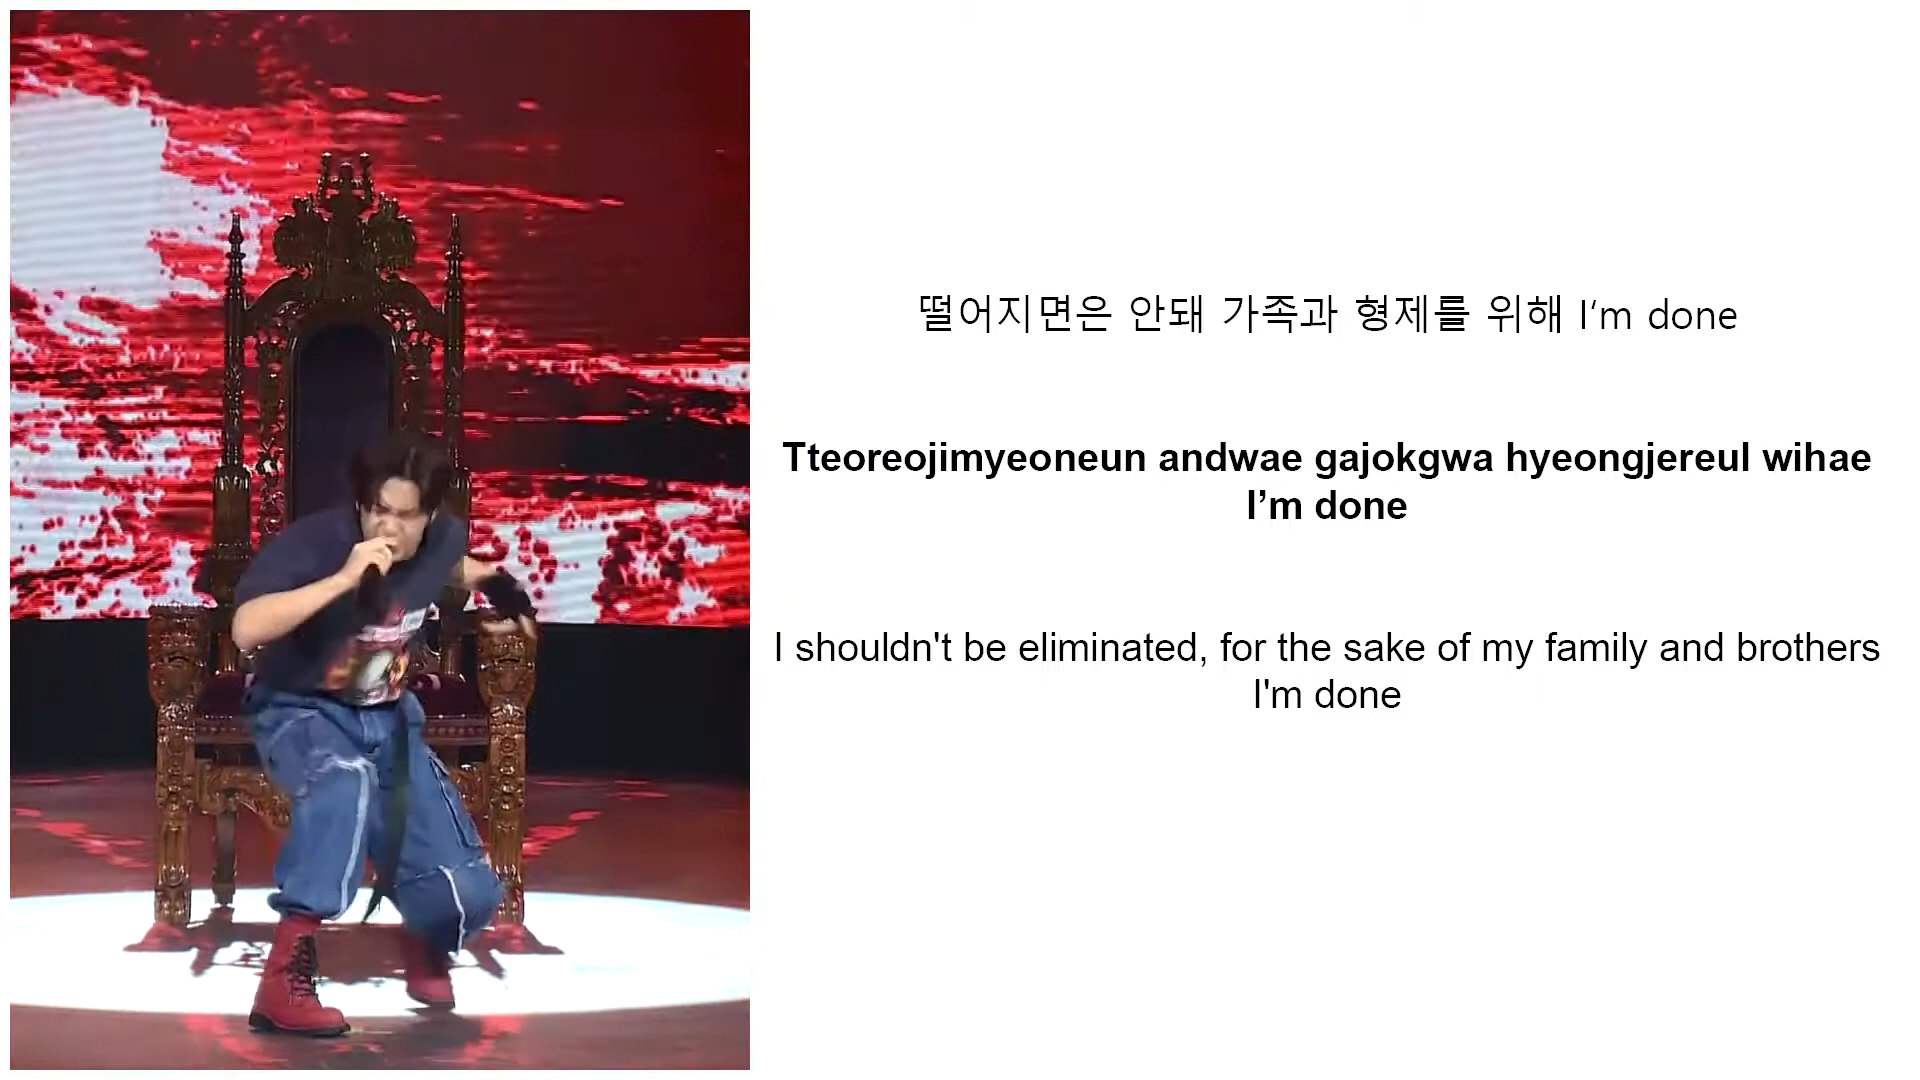 떨어지면은 안돼 가족과 형제를 위해 I‘m done
Tteoreojimyeoneun andwae gajokgwa hyeongjereul wihae
I’m done
I shouldn't be eliminated, for the sake of my family and brothers
I'm done